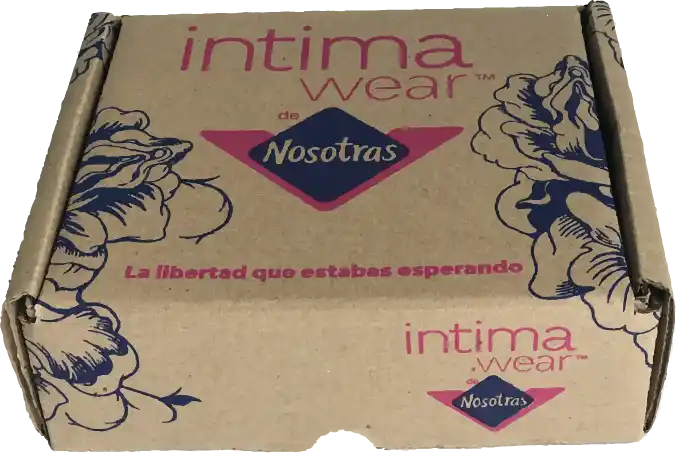 intima
wear™
de
Nosotras
La libertad que estabas esperando
intima
wear™
de
Nosotras